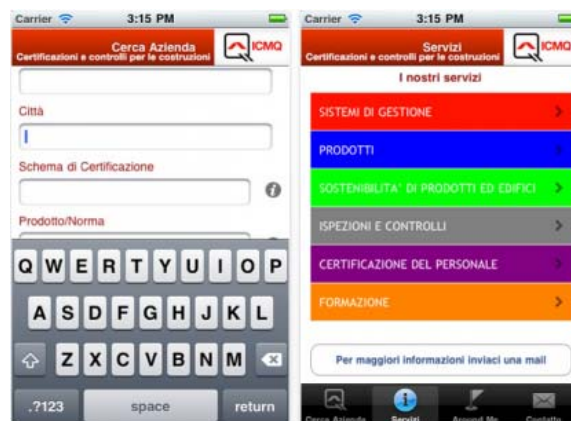 Carrier 3:15 PM
Cerca Azienda
Certificazioni e controlli per le costruzioni
ICMQ
Città
Schema di Certificazione
Prodotto/Norma
Q W E R T Y U I O P
A S D F G H J K L
Z X C V B N M
.?123 space return
Carrier 3:15 PM
Servizi
Certificazioni e controlli per le costruzioni
ICMQ
I nostri servizi
SISTEMI DI GESTIONE
PRODOTTI
SOSTENIBILITA' DI PRODOTTI ED EDIFICI
ISPEZIONI E CONTROLLI
CERTIFICAZIONE DEL PERSONALE
FORMAZIONE
Per maggiori informazioni inviaci una mail
Cerca Azienda Servizi Around Me Contatto